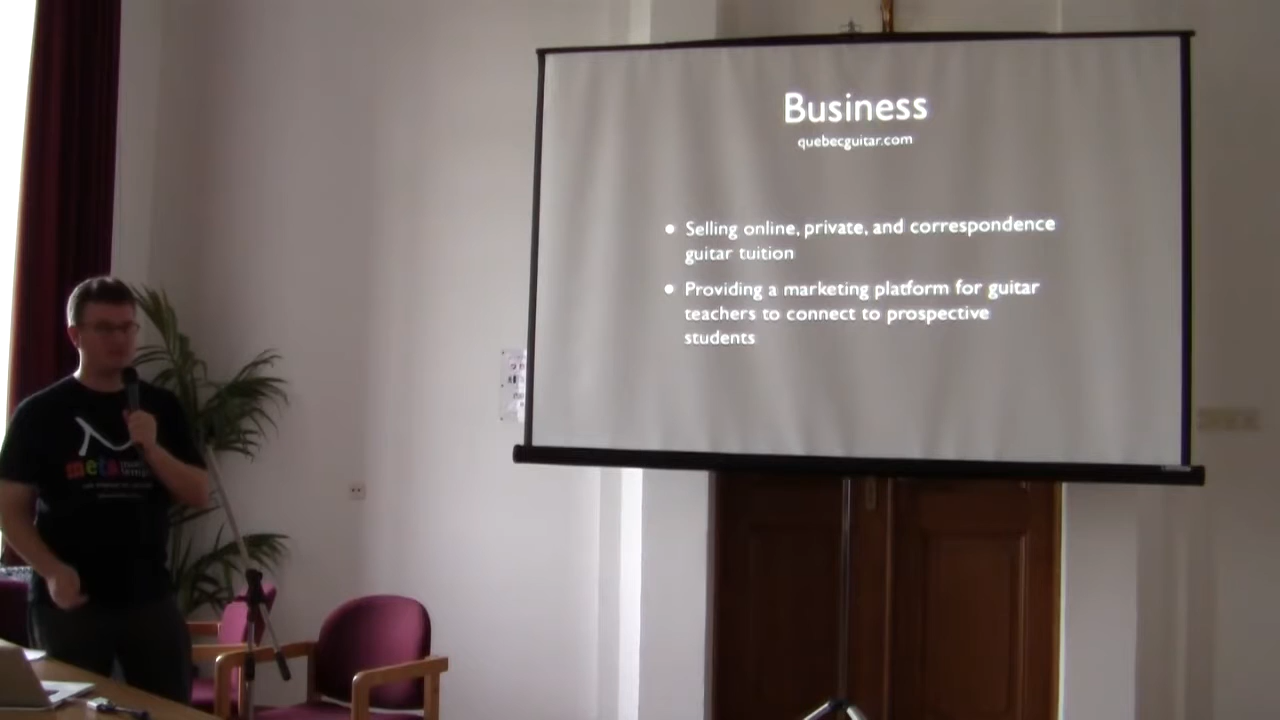 Business
quebecguitar.com
• Selling online, private, and correspondence
guitar tuition
• Providing a marketing platform for guitar
teachers to connect to prospective
students
meta